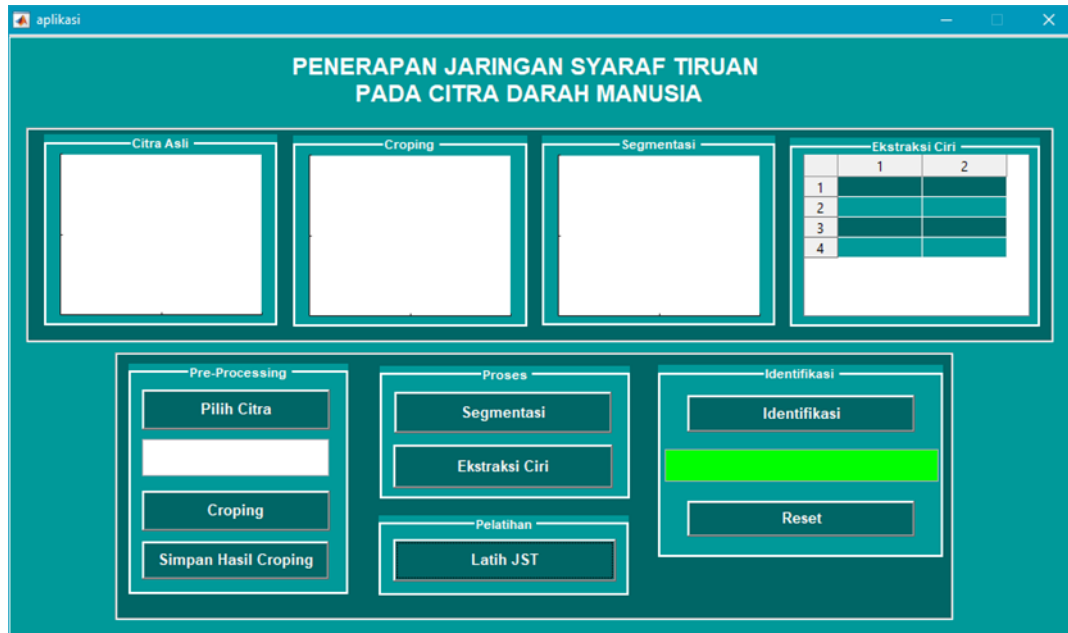 aplikasi
PENERAPAN JARINGAN SYARAF TIRUAN
PADA CITRA DARAH MANUSIA
Citra Asli
Croping
Segmentasi
Ekstraksi Ciri
1 2
1
2
3
4
Pre-Processing
Pilih Citra
Croping
Simpan Hasil Croping
Proses
Segmentasi
Ekstraksi Ciri
Pelatihan
Latih JST
Identifikasi
Identifikasi
Reset